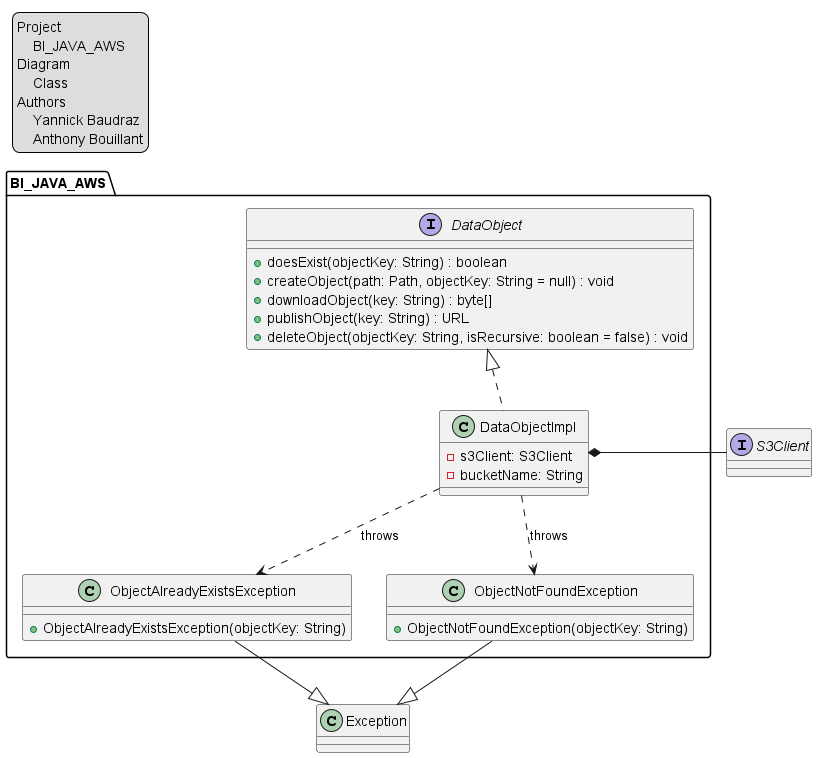 Project
BI_JAVA_AWS
Diagram
Class
Authors
Yannick Baudraz
Anthony Bouillant
BI_JAVA_AWS
I DataObject
doesExist(objectKey: String) : boolean
createObject(path: Path, objectKey: String = null) : void
downloadObject(key: String) : byte[]
publishObject(key: String) : URL
deleteObject(objectKey: String, isRecursive: boolean = false) : void
C DataObjectImpl
s3Client: S3Client
bucketName: String
I S3Client
throws
throws
C ObjectAlreadyExistsException
ObjectAlreadyExistsException(objectKey: String)
C ObjectNotFoundException
ObjectNotFoundException(objectKey: String)
C Exception